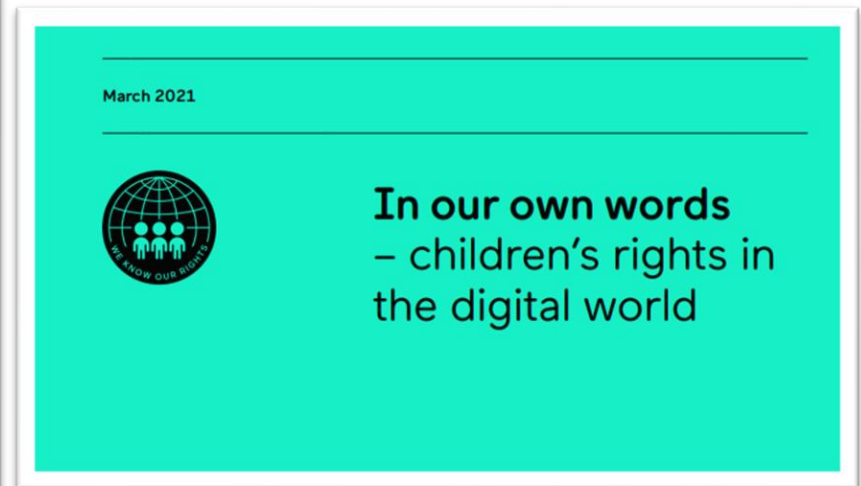 March 2021
WE KNOW OUR RIGHTS
In our own words
– children’s rights in
the digital world